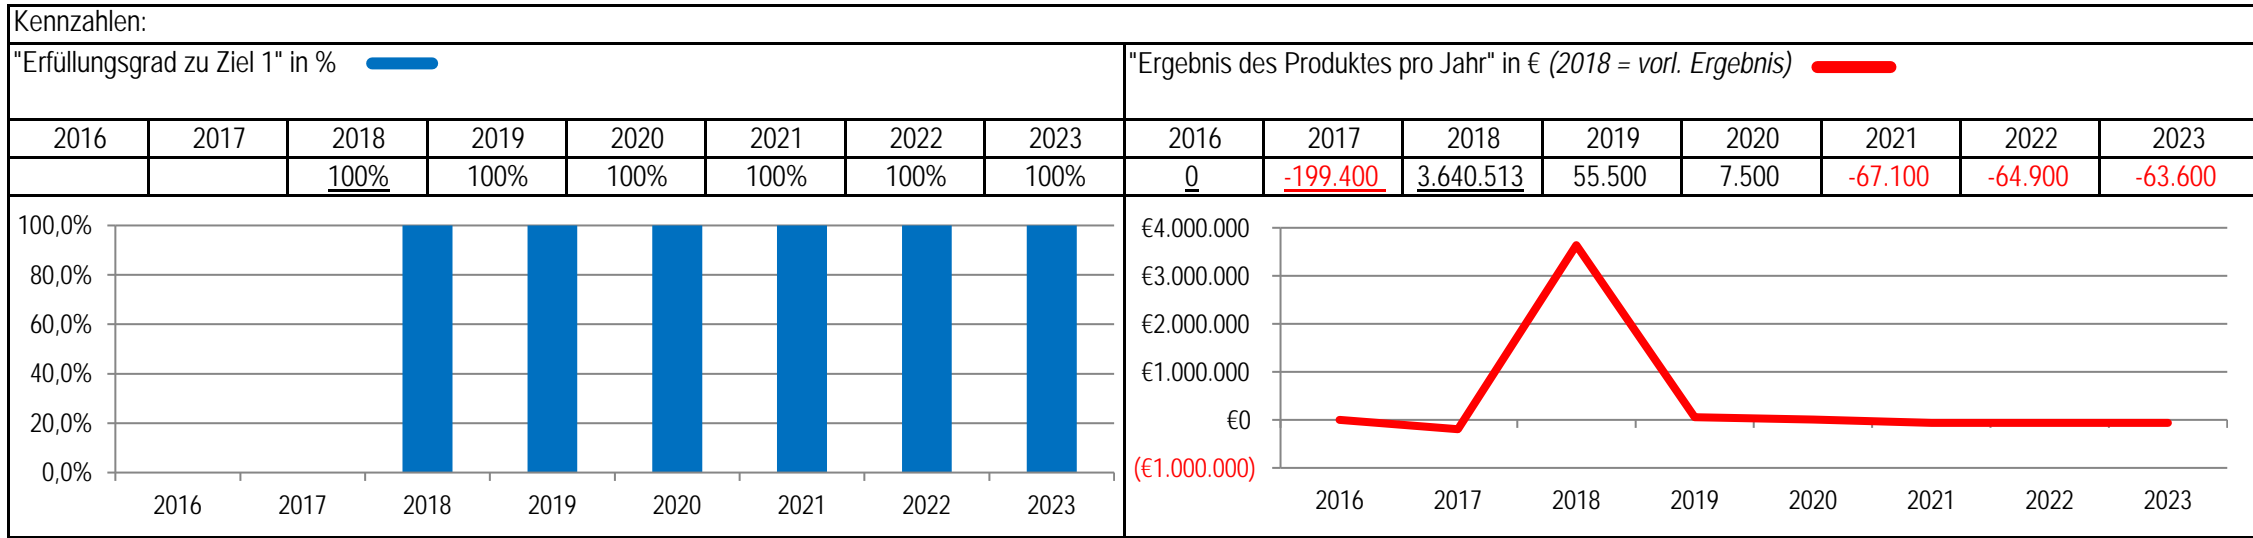 Kennzahlen:
"Erfüllungsgrad zu Ziel 1" in %
"Ergebnis des Produktes pro Jahr" in € (2018 = vorl. Ergebnis)
2016 2017 2018 2019 2020 2021 2022 2023 2016 2017 2018 2019 2020 2021 2022 2023
100% 100% 100% 100% 100% 100% 0 -199.400 3.640.513 55.500 7.500 -67.100 -64.900 -63.600
100,0%
80,0%
60,0%
40,0%
20,0%
0,0%
2016 2017 2018 2019 2020 2021 2022 2023
€4.000.000
€3.000.000
€2.000.000
€1.000.000
€0
(€1.000.000)
2016 2017 2018 2019 2020 2021 2022 2023